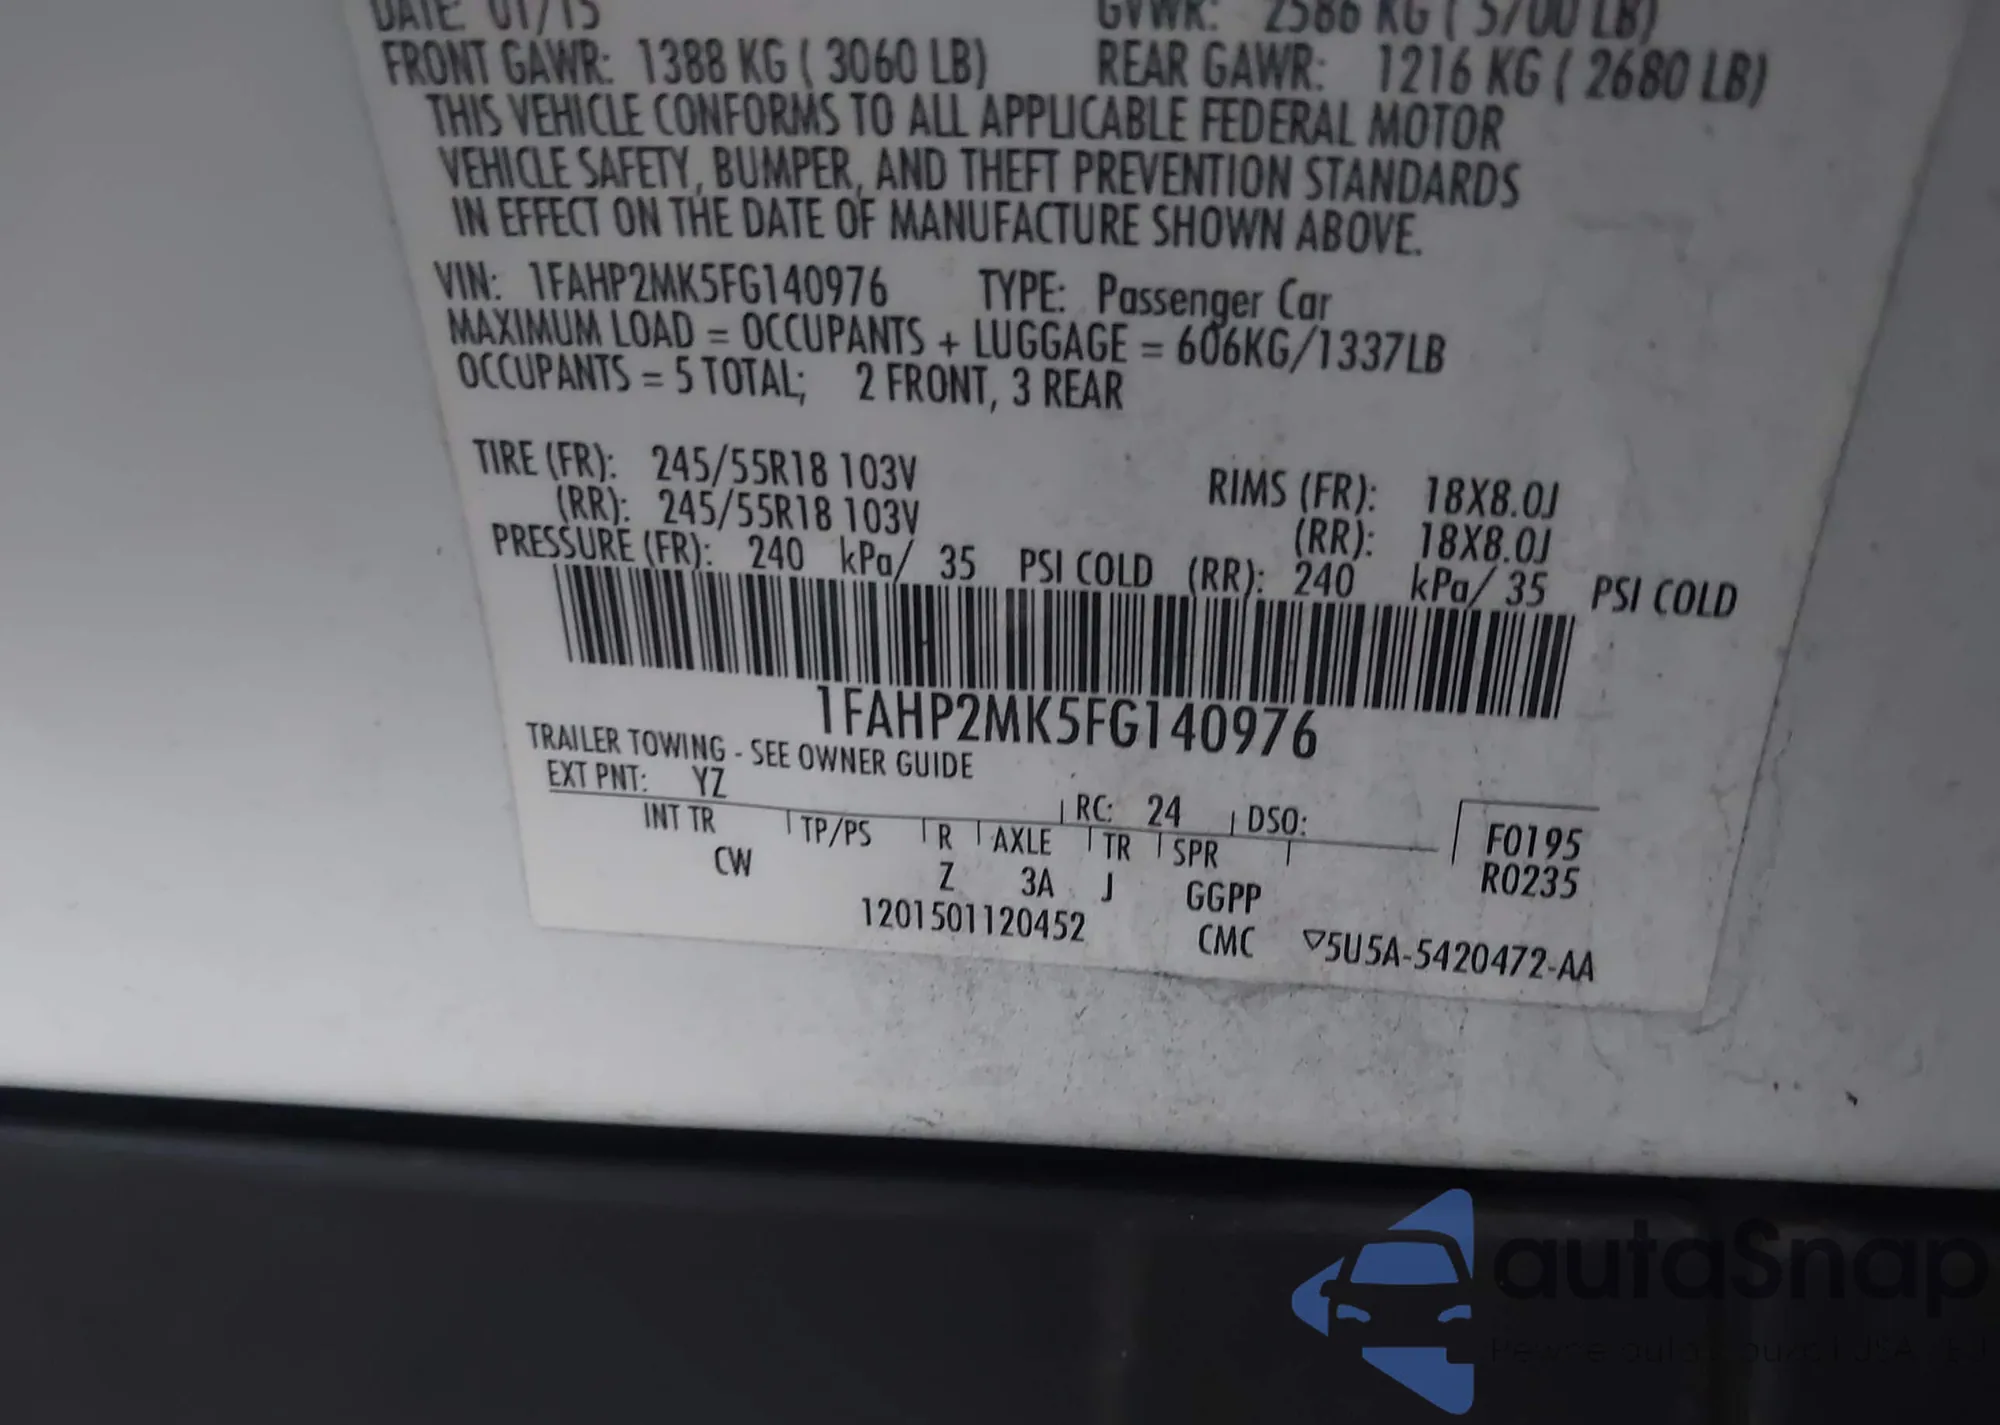 DATE: 01/15 GVWR: 2586 KG ( 5700 LB)
FRONT GAWR: 1388 KG ( 3060 LB) REAR GAWR: 1216 KG ( 2680 LB)
THIS VEHICLE CONFORMS TO ALL APPLICABLE FEDERAL MOTOR
VEHICLE SAFETY, BUMPER, AND THEFT PREVENTION STANDARDS
IN EFFECT ON THE DATE OF MANUFACTURE SHOWN ABOVE.
VIN: 1FAHP2MK5FG140976 TYPE: Passenger Car
MAXIMUM LOAD = OCCUPANTS + LUGGAGE = 606KG/1337LB
OCCUPANTS = 5 TOTAL; 2 FRONT, 3 REAR
TIRE (FR): 245/55R18 103V RIMS (FR): 18X8.0J
(RR): 245/55R18 103V (RR): 18X8.0J
PRESSURE (FR): 240 kPa/ 35 PSI COLD (RR): 240 kPa/ 35 PSI COLD
1FAHP2MK5FG140976
TRAILER TOWING - SEE OWNER GUIDE
EXT PNT: YZ RC: 24 DSO: F0195
INT TR TP/PS R AXLE TR SPR R0235
CW Z 3A J GGPP
1201501120452 CMC ▽5U5A-5420472-AA
autoSnap